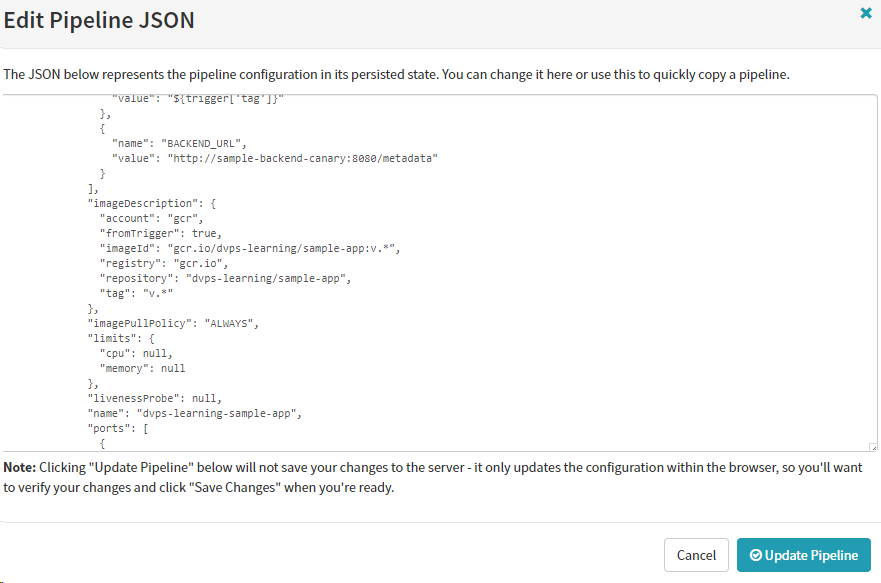 Edit Pipeline JSON
The JSON below represents the pipeline configuration in its persisted state. You can change it here or use this to quickly copy a pipeline.
"value": "${trigger['tag']}"
},
{
"name": "BACKEND_URL",
"value": "http://sample-backend-canary:8080/metadata"
}
],
"imageDescription": {
"account": "gcr",
"fromTrigger": true,
"imageId": "gcr.io/dvps-learning/sample-app:v.*",
"registry": "gcr.io",
"repository": "dvps-learning/sample-app",
"tag": "v.*"
},
"imagePullPolicy": "ALWAYS",
"limits": {
"cpu": null,
"memory": null
},
"livenessProbe": null,
"name": "dvps-learning-sample-app",
"ports": [
{
Note: Clicking "Update Pipeline" below will not save your changes to the server - it only updates the configuration within the browser, so you'll want
to verify your changes and click "Save Changes" when you're ready.
Cancel
Update Pipeline